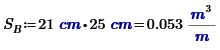 S_B := 21 cm · 25 cm = 0.053 m³/m